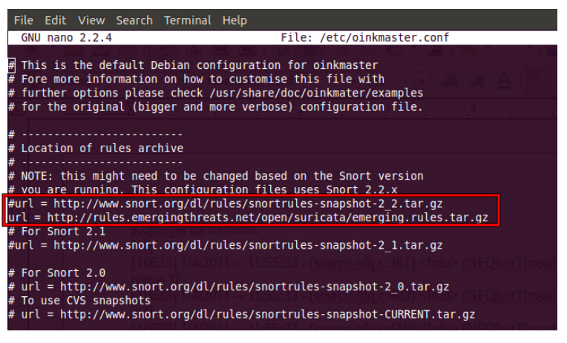 File Edit View Search Terminal Help
GNU nano 2.2.4 File: /etc/oinkmaster.conf
# This is the default Debian configuration for oinkmaster
# Fore more information on how to customise this file with
# further options please check /usr/share/doc/oinkmater/examples
# for the original (bigger and more verbose) configuration file.
# -------------------------
# Location of rules archive
# -------------------------
# NOTE: this might need to be changed based on the Snort version
# you are running. This configuration files uses Snort 2.2.x
#url = http://www.snort.org/dl/rules/snortrules-snapshot-2_2.tar.gz
url = http://rules.emergingthreats.net/open/suricata/emerging.rules.tar.gz
# For Snort 2.1
#url = http://www.snort.org/dl/rules/snortrules-snapshot-2_1.tar.gz
# For Snort 2.0
# url = http://www.snort.org/dl/rules/snortrules-snapshot-2_0.tar.gz
# To use CVS snapshots
# url = http://www.snort.org/dl/rules/snortrules-snapshot-CURRENT.tar.gz